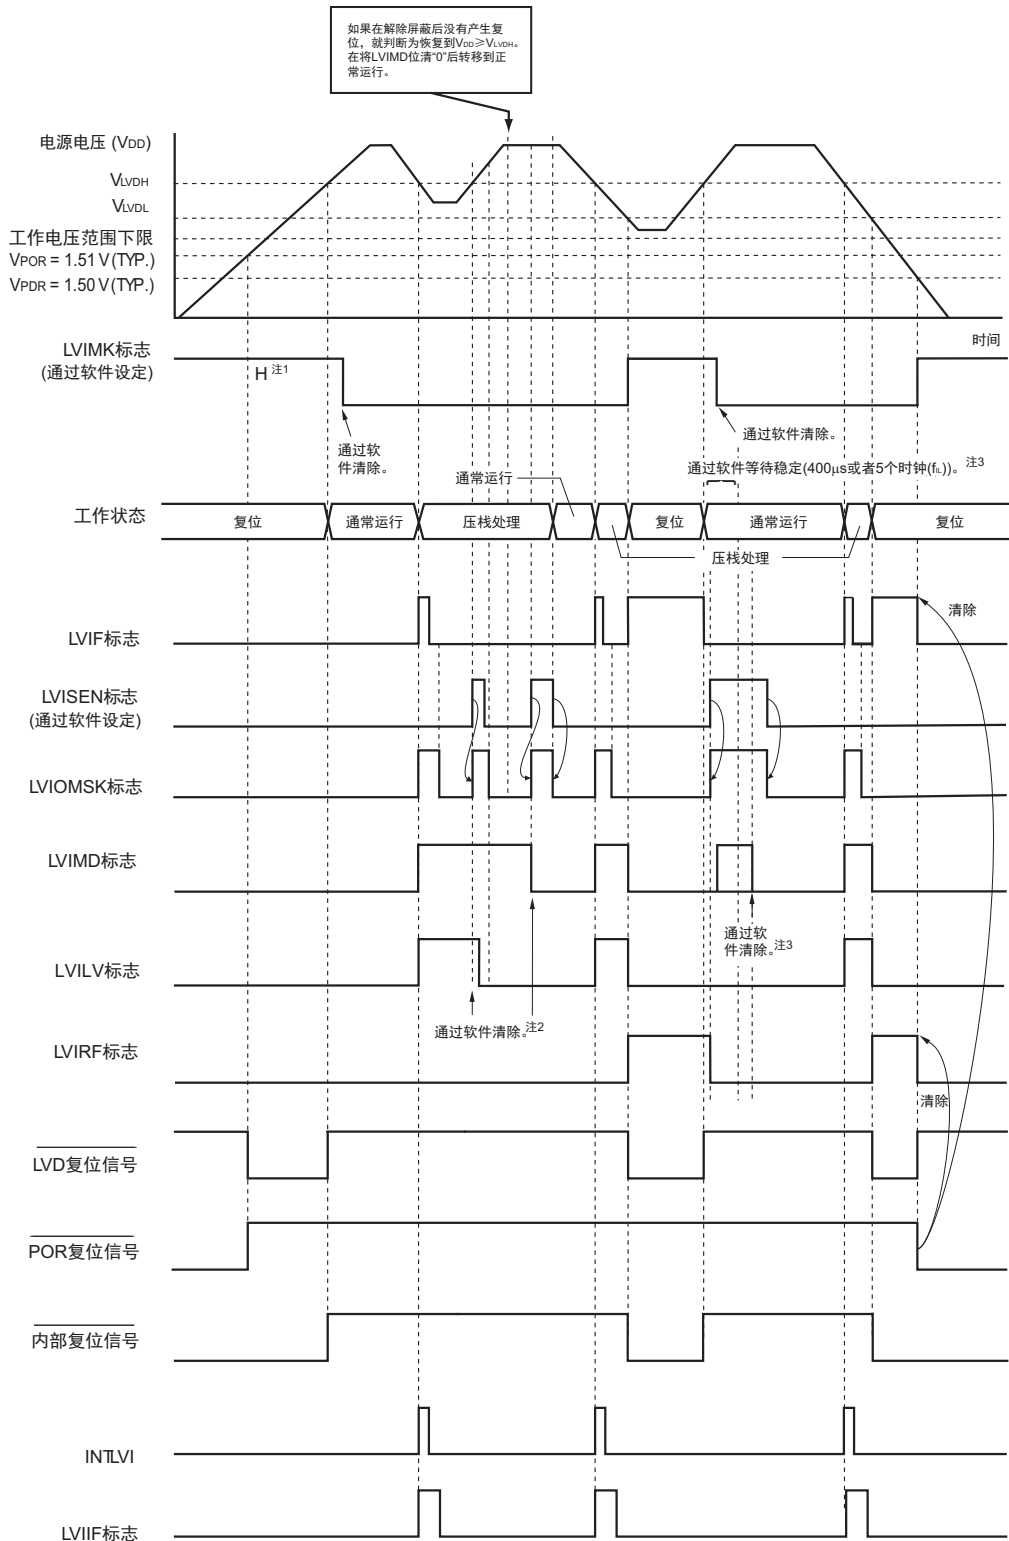 如果在解除屏蔽后没有产生复
位，就判断为恢复到VDD≥VLVDH。
在将LVIMD位清“0”后转移到正
常运行。
电源电压 (VDD)
VLVDH
VLVDL
工作电压范围下限
VPOR = 1.51 V (TYP.)
VPDR = 1.50 V (TYP.)
时间
LVIMK标志
(通过软件设定)
H 注1
通过软
件清除。
通过软件清除。
通过软件等待稳定(400μs或者5个时钟(fIL))。注3
通常运行
工作状态
复位
通常运行
压栈处理
复位
通常运行
复位
压栈处理
LVIF标志
清除
LVISEN标志
(通过软件设定)
LVIOMSK标志
LVIMD标志
通过软
件清除。注3
LVILV标志
通过软件清除。注2
LVIRF标志
清除
LVD复位信号
POR复位信号
内部复位信号
INTLVI
LVIIF标志